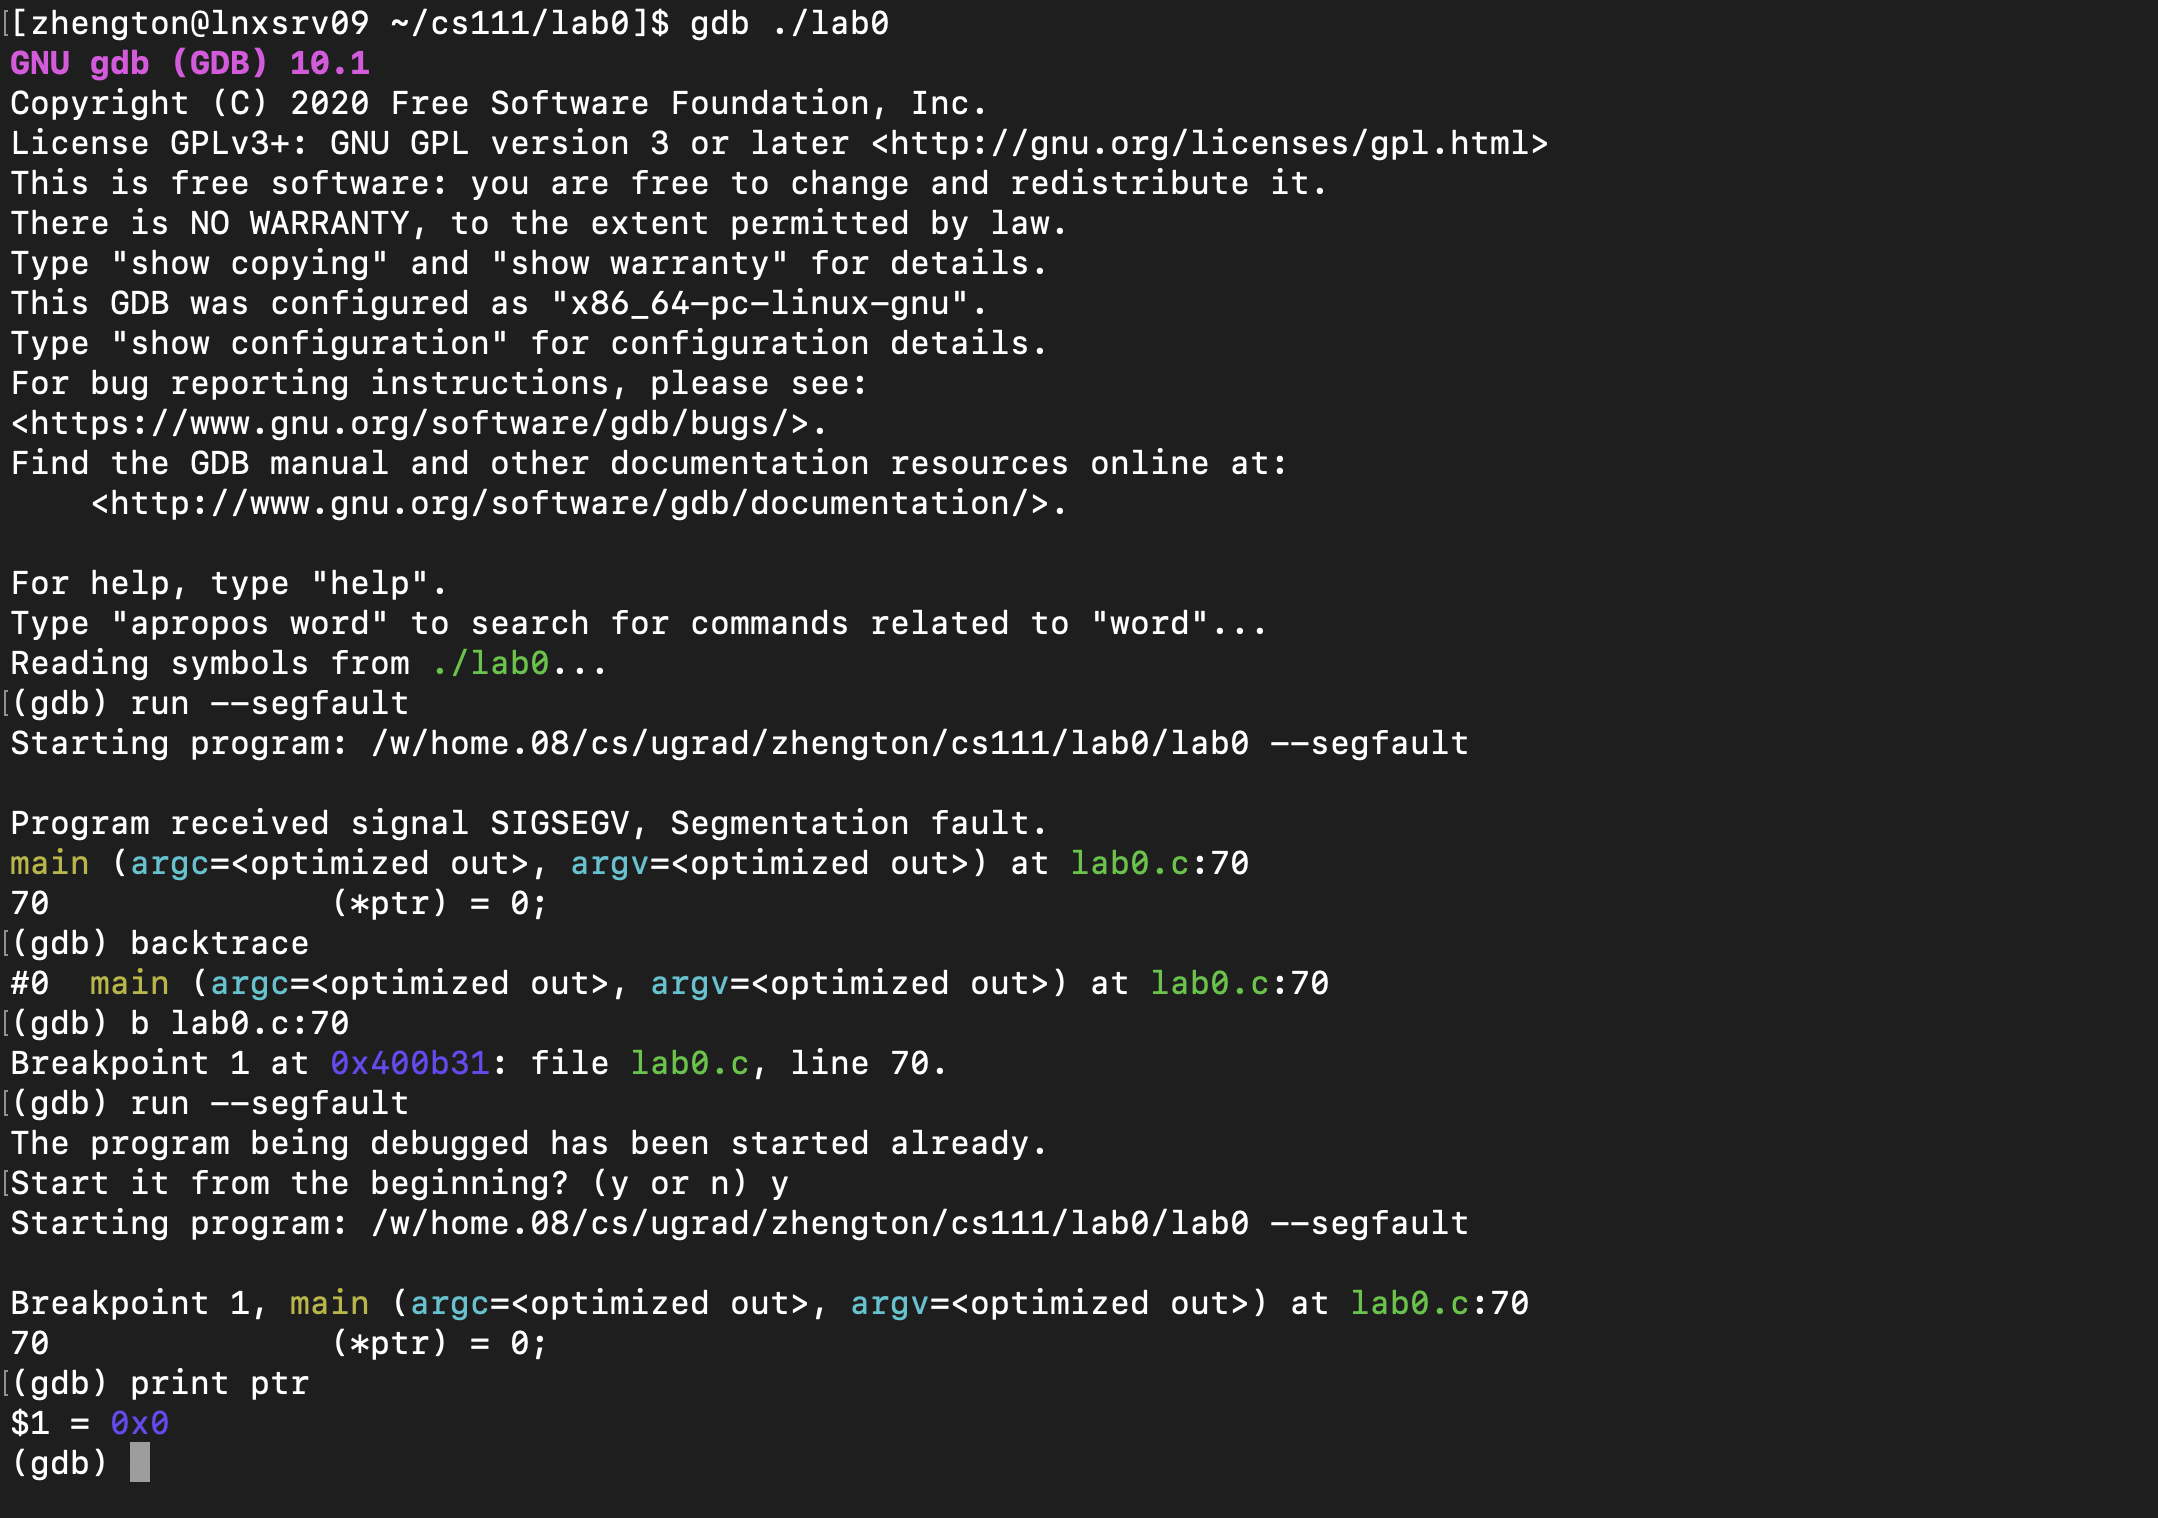 [zhengton@lnxsrv09 ~/cs111/lab0]$ gdb ./lab0
GNU gdb (GDB) 10.1
Copyright (C) 2020 Free Software Foundation, Inc.
License GPLv3+: GNU GPL version 3 or later <http://gnu.org/licenses/gpl.html>
This is free software: you are free to change and redistribute it.
There is NO WARRANTY, to the extent permitted by law.
Type "show copying" and "show warranty" for details.
This GDB was configured as "x86_64-pc-linux-gnu".
Type "show configuration" for configuration details.
For bug reporting instructions, please see:
<https://www.gnu.org/software/gdb/bugs/>.
Find the GDB manual and other documentation resources online at:
    <http://www.gnu.org/software/gdb/documentation/>.

For help, type "help".
Type "apropos word" to search for commands related to "word"...
Reading symbols from ./lab0...
(gdb) run --segfault
Starting program: /w/home.08/cs/ugrad/zhengton/cs111/lab0/lab0 --segfault

Program received signal SIGSEGV, Segmentation fault.
main (argc=<optimized out>, argv=<optimized out>) at lab0.c:70
70              (*ptr) = 0;
(gdb) backtrace
#0  main (argc=<optimized out>, argv=<optimized out>) at lab0.c:70
(gdb) b lab0.c:70
Breakpoint 1 at 0x400b31: file lab0.c, line 70.
(gdb) run --segfault
The program being debugged has been started already.
Start it from the beginning? (y or n) y
Starting program: /w/home.08/cs/ugrad/zhengton/cs111/lab0/lab0 --segfault

Breakpoint 1, main (argc=<optimized out>, argv=<optimized out>) at lab0.c:70
70              (*ptr) = 0;
(gdb) print ptr
$1 = 0x0
(gdb)